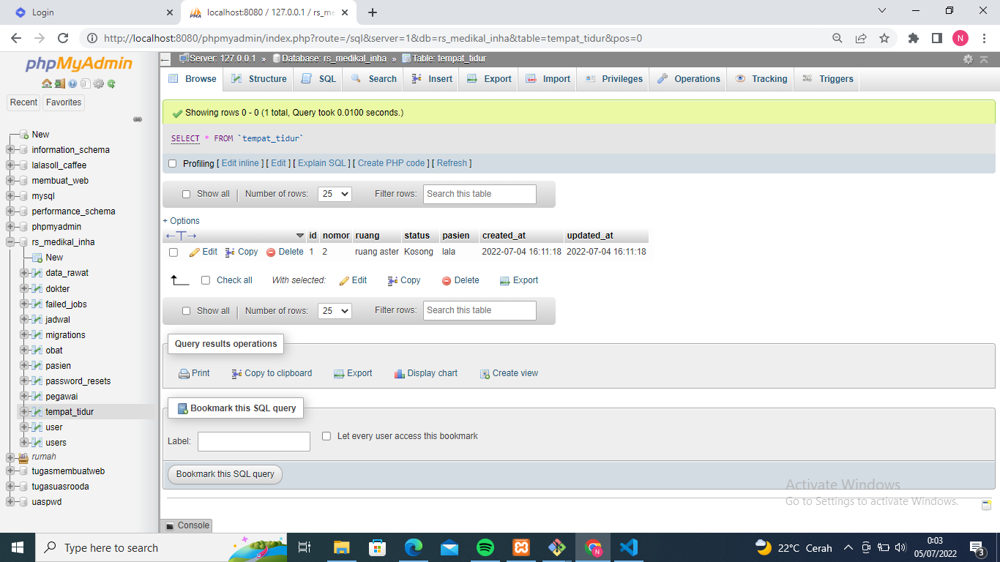 Login
localhost:8080 / 127.0.0.1 / rs_me
http://localhost:8080/phpmyadmin/index.php?route=/sql&server=1&db=rs_medikal_inha&table=tempat_tidur&pos=0
N
phpMyAdmin
Recent Favorites
New
information_schema
lalasoll_caffee
membuat_web
mysql
performance_schema
phpmyadmin
rs_medikal_inha
New
data_rawat
dokter
failed_jobs
jadwal
migrations
obat
pasien
password_resets
pegawai
tempat_tidur
user
users
rumah
tugasmembuatweb
tugasuasrooda
uaspwd
Server: 127.0.0.1 » Database: rs_medikal_inha » Table: tempat_tidur
Browse Structure SQL Search Insert Export Import Privileges Operations Tracking Triggers
Showing rows 0 - 0 (1 total, Query took 0.0100 seconds.)
SELECT * FROM `tempat_tidur`
Profiling [ Edit inline ] [ Edit ] [ Explain SQL ] [ Create PHP code ] [ Refresh ]
Show all | Number of rows: 25 Filter rows: Search this table
+ Options
←T→ id nomor ruang status pasien created_at updated_at
Edit Copy Delete 1 2 ruang aster Kosong lala 2022-07-04 16:11:18 2022-07-04 16:11:18
Check all With selected: Edit Copy Delete Export
Show all | Number of rows: 25 Filter rows: Search this table
Query results operations
Print Copy to clipboard Export Display chart Create view
Bookmark this SQL query
Label: Let every user access this bookmark
Bookmark this SQL query
Activate Windows
Go to Settings to activate Windows.
Console
Type here to search
22°C Cerah
0:03
05/07/2022
3